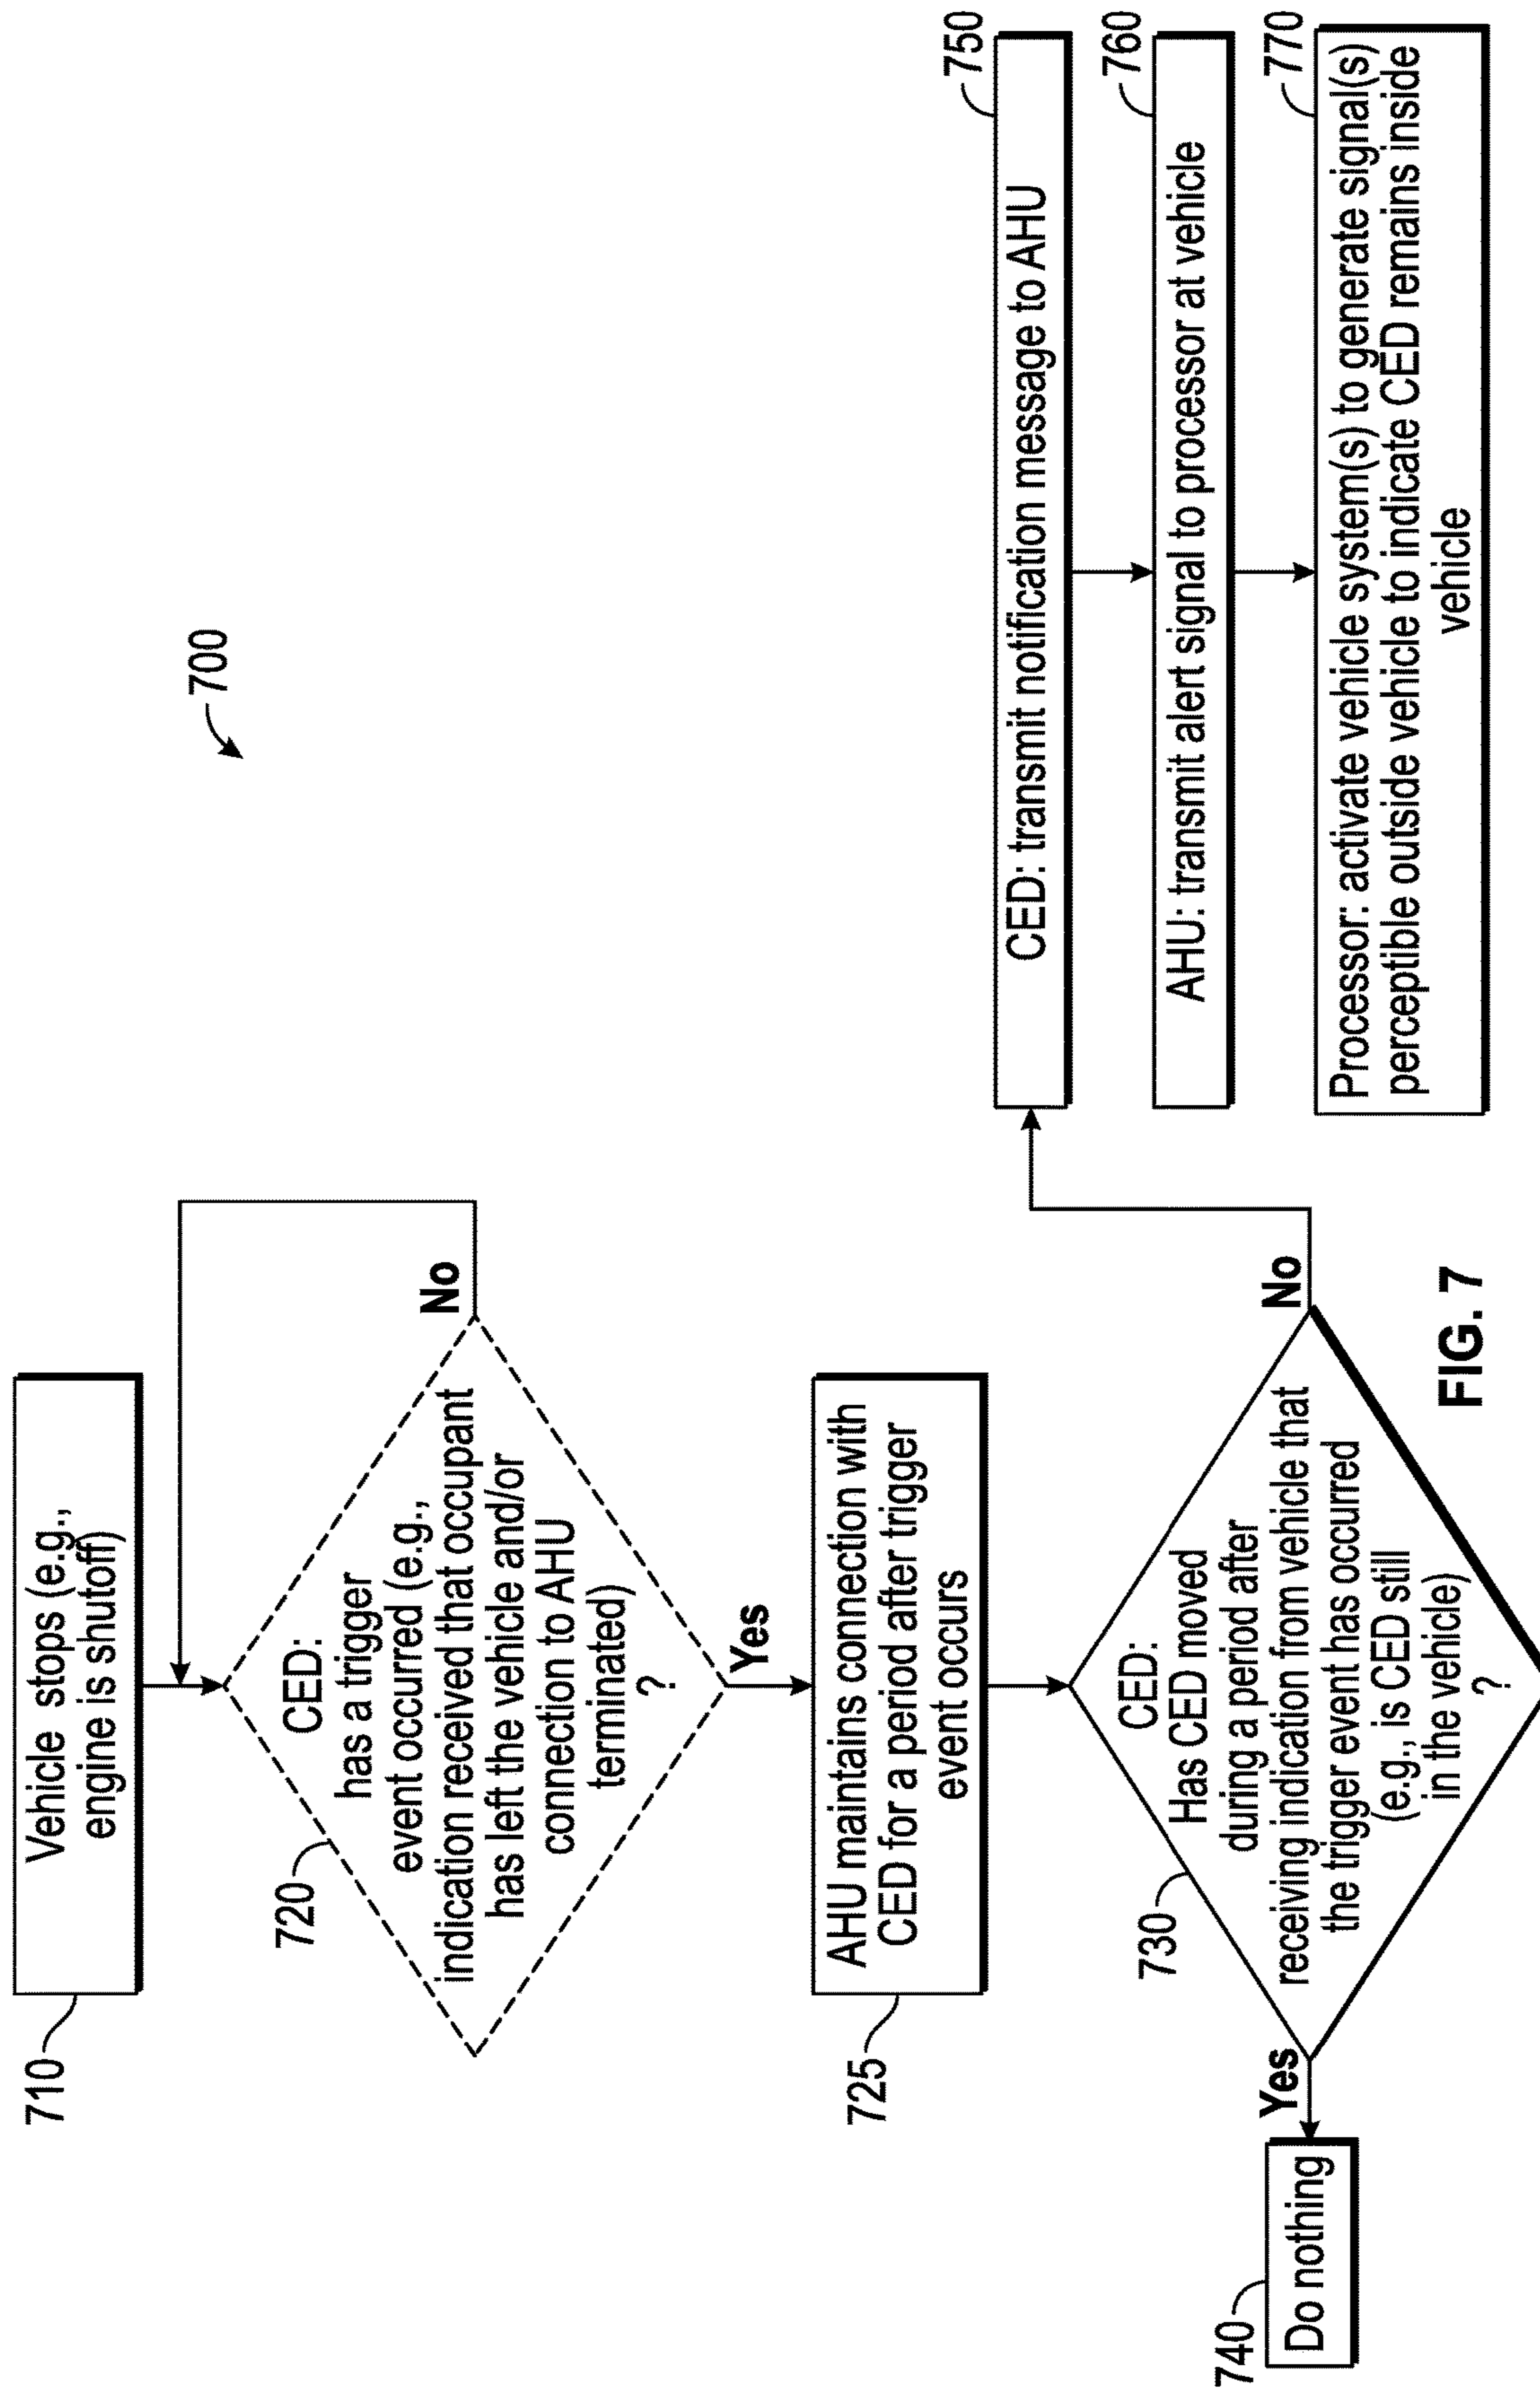 700
710
Vehicle stops (e.g.,
engine is shutoff)
720
CED:
has a trigger
event occurred (e.g.,
indication received that occupant
has left the vehicle and/or
connection to AHU
terminated)
?
No
Yes
725
AHU maintains connection with
CED for a period after trigger
event occurs
730
CED:
Has CED moved
during a period after
receiving indication from vehicle that
the trigger event has occurred
(e.g., is CED still
in the vehicle)
?
Yes
No
740
Do nothing
750
CED: transmit notification message to AHU
760
AHU: transmit alert signal to processor at vehicle
770
Processor: activate vehicle system(s) to generate signal(s)
perceptible outside vehicle to indicate CED remains inside
vehicle
FIG. 7